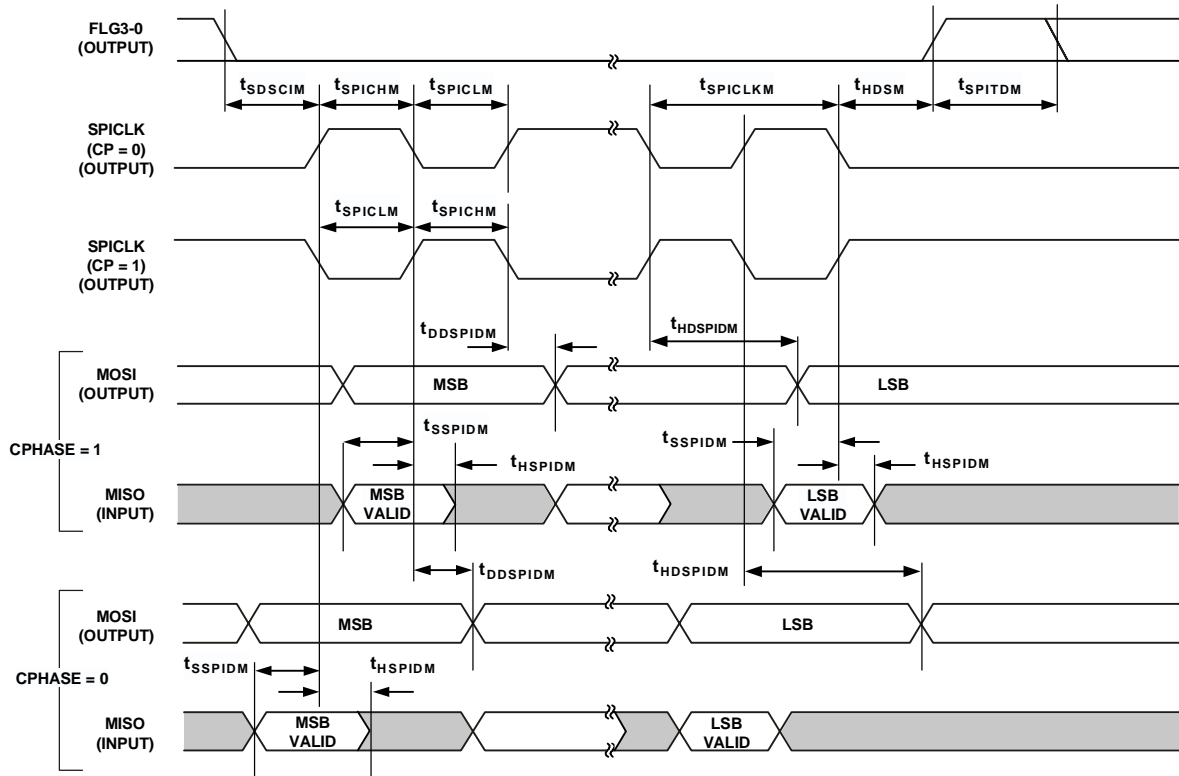 FLG3-0
(OUTPUT)
tSDSCIM
tSPICHM
tSPICLM
tSPICLKM
tHDSM
tSPITDM
SPICLK
(CP = 0)
(OUTPUT)
tSPICLM
tSPICHM
SPICLK
(CP = 1)
(OUTPUT)
tDDSPIDM
tHDSPIDM
CPHASE = 1
MOSI
(OUTPUT)
MSB
LSB
tSSPIDM
tHSPIDM
tSSPIDM
tHSPIDM
MISO
(INPUT)
MSB
VALID
LSB
VALID
tDDSPIDM
tHDSPIDM
CPHASE = 0
MOSI
(OUTPUT)
MSB
LSB
tSSPIDM
tHSPIDM
MISO
(INPUT)
MSB
VALID
LSB
VALID